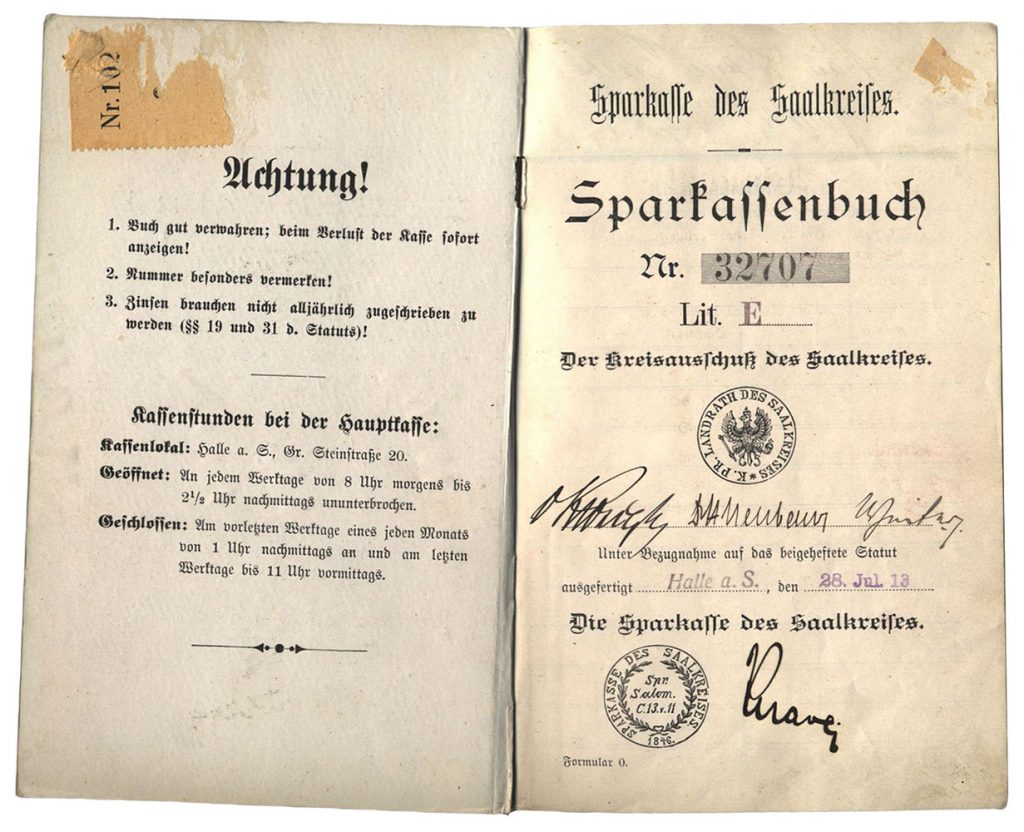 Nr. 102
Achtung!
1. Buch gut verwahren; beim Verlust der Kasse sofort
anzeigen!
2. Nummer besonders vermerken!
3. Zinsen brauchen nicht alljährlich zugeschrieben zu
werden (§§ 19 und 31 d. Statuts)!
Kassenstunden bei der Hauptkasse:
Kassenlokal: Halle a. S., Gr. Steinstraße 20.
Geöffnet: An jedem Werktage von 8 Uhr morgens bis
2½ Uhr nachmittags ununterbrochen.
Geschlossen: Am vorletzten Werktage eines jeden Monats
von 1 Uhr nachmittags an und am letzten
Werktage bis 11 Uhr vormittags.
Sparkasse des Saalkreises.
Sparkassenbuch
Nr. 32707
Lit. E
Der Kreisausschuß des Saalkreises.
K. PR. LANDRATH DES SAALKREISES *
Unter Bezugnahme auf das beigeheftete Statut
ausgefertigt Halle a. S., den 28. Jul. 13
Die Sparkasse des Saalkreises.
SPARKASSE DES SAALKREISES
Spr.
Salom.
C.13.v.11
1846.
Formular O.